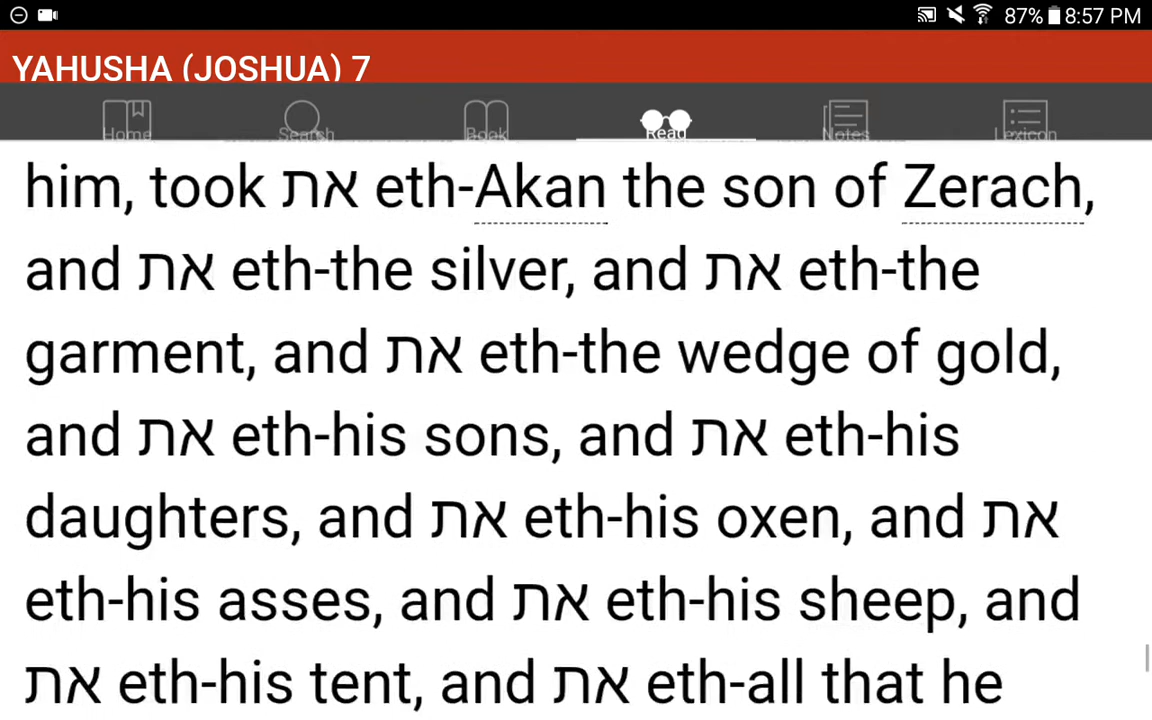 87% 8:57 PM
YAHUSHA (JOSHUA) 7
Home Search Book Read Notes Lexicon
him, took את eth-Akan the son of Zerach,
and את eth-the silver, and את eth-the
garment, and את eth-the wedge of gold,
and את eth-his sons, and את eth-his
daughters, and את eth-his oxen, and את
eth-his asses, and את eth-his sheep, and
את eth-his tent, and את eth-all that he